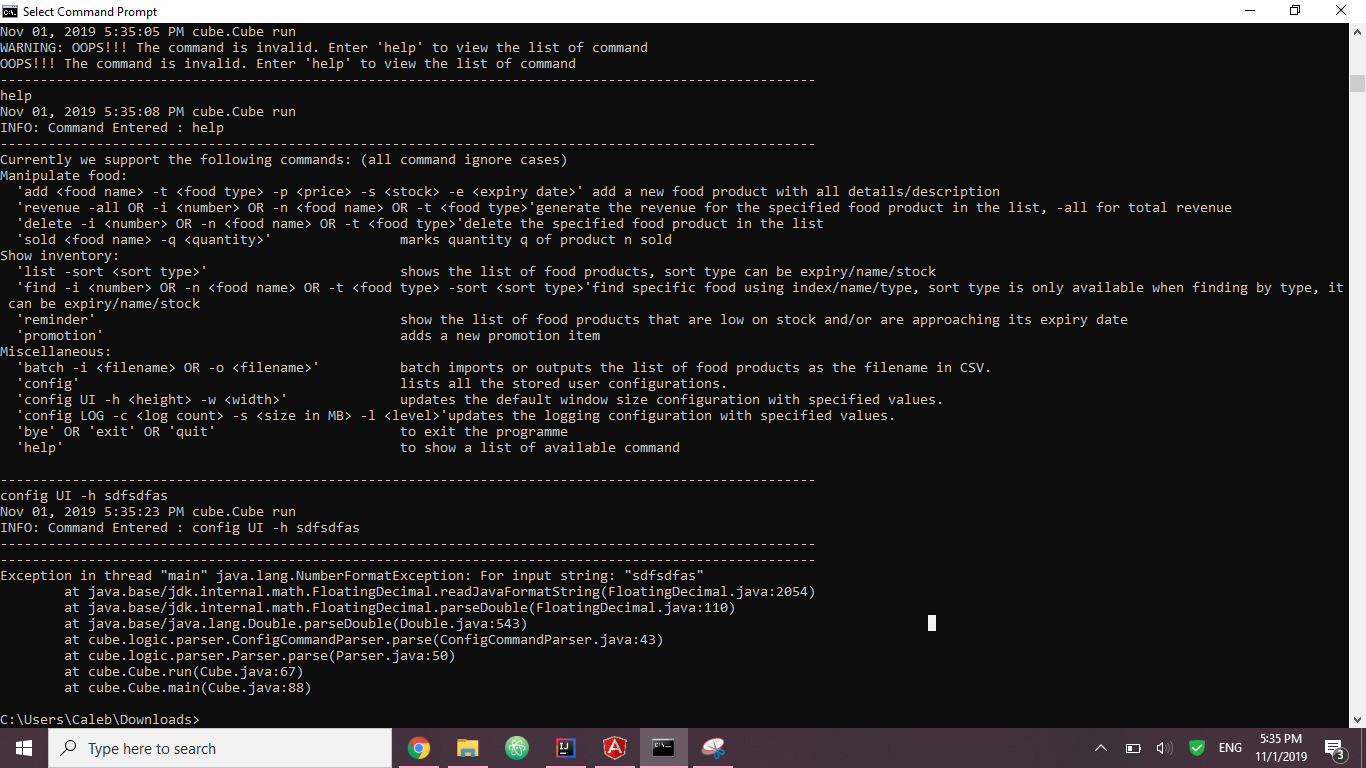 Select Command Prompt
Nov 01, 2019 5:35:05 PM cube.Cube run
WARNING: OOPS!!! The command is invalid. Enter 'help' to view the list of command
OOPS!!! The command is invalid. Enter 'help' to view the list of command
------------------------------------------------------------------------------------------------------
help
Nov 01, 2019 5:35:08 PM cube.Cube run
INFO: Command Entered : help
------------------------------------------------------------------------------------------------------
Currently we support the following commands: (all command ignore cases)
Manipulate food:
  'add <food name> -t <food type> -p <price> -s <stock> -e <expiry date>' add a new food product with all details/description
  'revenue -all OR -i <number> OR -n <food name> OR -t <food type>'generate the revenue for the specified food product in the list, -all for total revenue
  'delete -i <number> OR -n <food name> OR -t <food type>'delete the specified food product in the list
  'sold <food name> -q <quantity>'                marks quantity q of product n sold
Show inventory:
  'list -sort <sort type>'                        shows the list of food products, sort type can be expiry/name/stock
  'find -i <number> OR -n <food name> OR -t <food type> -sort <sort type>'find specific food using index/name/type, sort type is only available when finding by type, it
 can be expiry/name/stock
  'reminder'                                      show the list of food products that are low on stock and/or are approaching its expiry date
  'promotion'                                     adds a new promotion item
Miscellaneous:
  'batch -i <filename> OR -o <filename>'          batch imports or outputs the list of food products as the filename in CSV.
  'config'                                        lists all the stored user configurations.
  'config UI -h <height> -w <width>'              updates the default window size configuration with specified values.
  'config LOG -c <log count> -s <size in MB> -l <level>'updates the logging configuration with specified values.
  'bye' OR 'exit' OR 'quit'                       to exit the programme
  'help'                                          to show a list of available command
------------------------------------------------------------------------------------------------------
config UI -h sdfsdfas
Nov 01, 2019 5:35:23 PM cube.Cube run
INFO: Command Entered : config UI -h sdfsdfas
------------------------------------------------------------------------------------------------------
------------------------------------------------------------------------------------------------------
Exception in thread "main" java.lang.NumberFormatException: For input string: "sdfsdfas"
        at java.base/jdk.internal.math.FloatingDecimal.readJavaFormatString(FloatingDecimal.java:2054)
        at java.base/jdk.internal.math.FloatingDecimal.parseDouble(FloatingDecimal.java:110)
        at java.base/java.lang.Double.parseDouble(Double.java:543)
        at cube.logic.parser.ConfigCommandParser.parse(ConfigCommandParser.java:43)
        at cube.logic.parser.Parser.parse(Parser.java:50)
        at cube.Cube.run(Cube.java:67)
        at cube.Cube.main(Cube.java:88)
C:\Users\Caleb\Downloads>
Type here to search
ENG
5:35 PM
11/1/2019
3